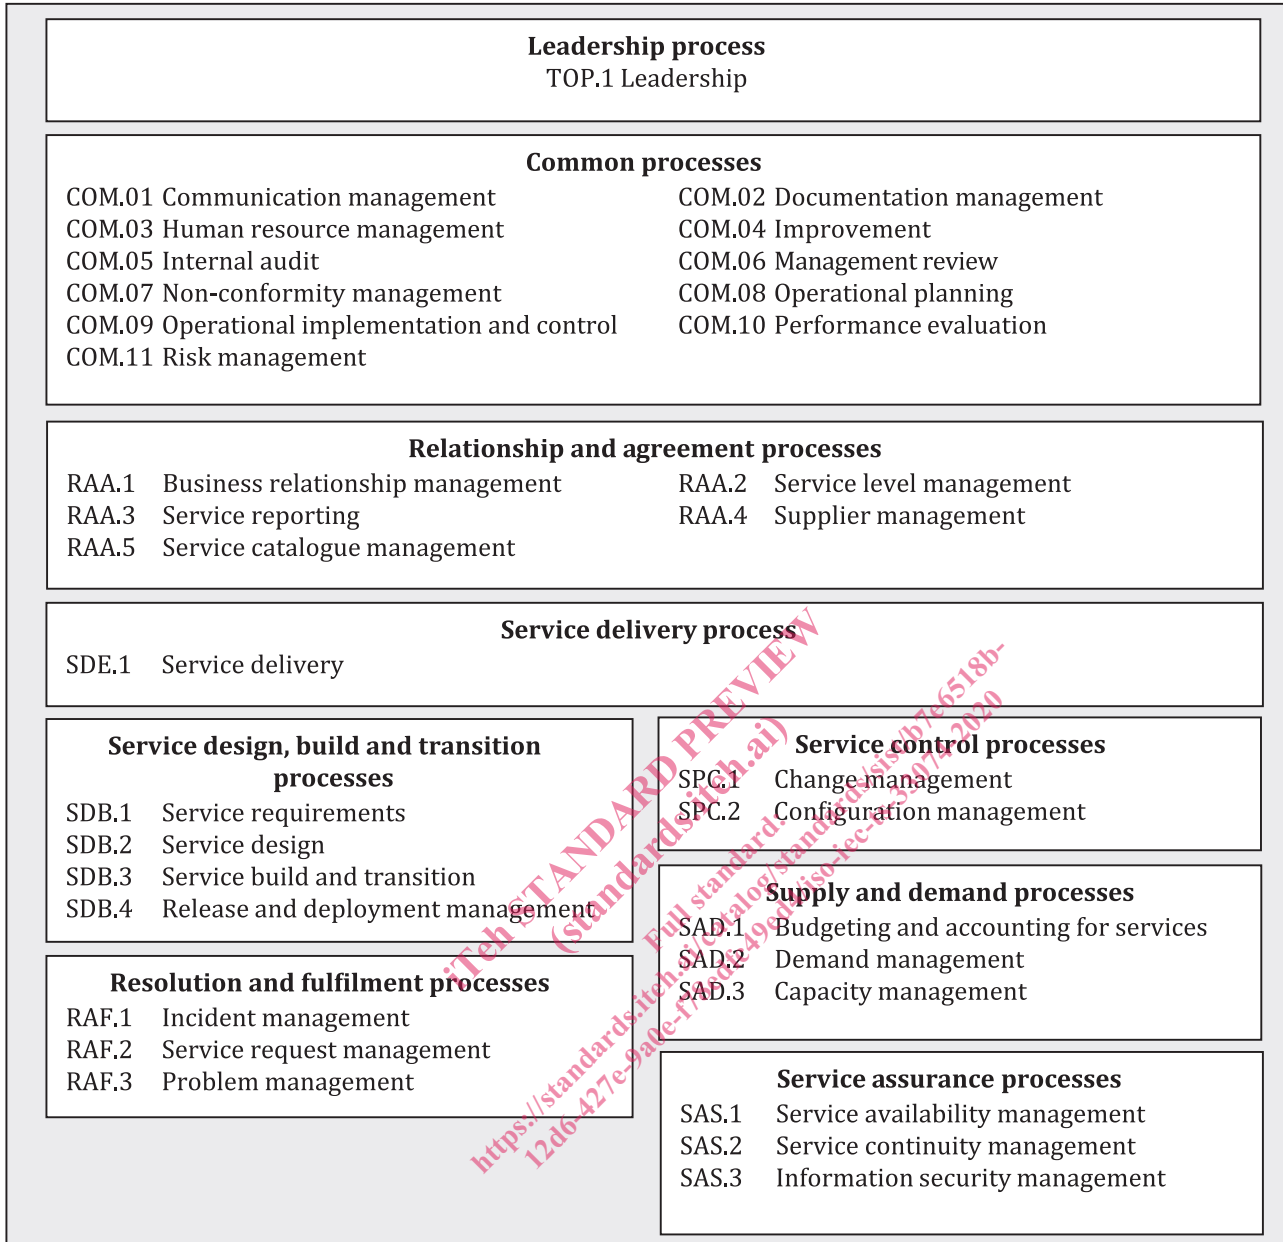 Leadership process
TOP.1 Leadership
Common processes
COM.01 Communication management
COM.02 Documentation management
COM.03 Human resource management
COM.04 Improvement
COM.05 Internal audit
COM.06 Management review
COM.07 Non-conformity management
COM.08 Operational planning
COM.09 Operational implementation and control
COM.10 Performance evaluation
COM.11 Risk management
Relationship and agreement processes
RAA.1 Business relationship management
RAA.2 Service level management
RAA.3 Service reporting
RAA.4 Supplier management
RAA.5 Service catalogue management
Service delivery process
SDE.1 Service delivery
Service design, build and transition
processes
SDB.1 Service requirements
SDB.2 Service design
SDB.3 Service build and transition
SDB.4 Release and deployment management
Resolution and fulfilment processes
RAF.1 Incident management
RAF.2 Service request management
RAF.3 Problem management
Service control processes
SPC.1 Change management
SPC.2 Configuration management
Supply and demand processes
SAD.1 Budgeting and accounting for services
SAD.2 Demand management
SAD.3 Capacity management
Service assurance processes
SAS.1 Service availability management
SAS.2 Service continuity management
SAS.3 Information security management
iTeh STANDARD PREVIEW
(standards.iteh.ai)
Full standard: